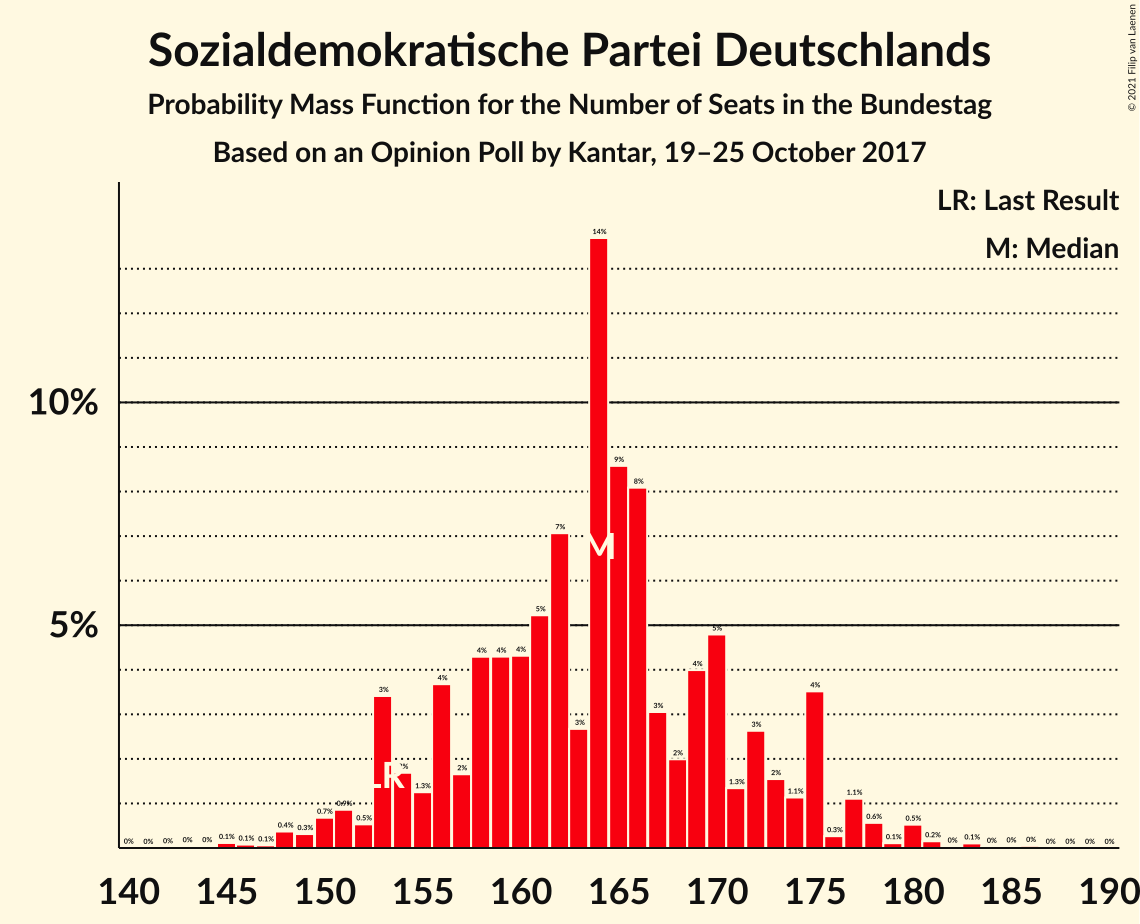 Sozialdemokratische Partei Deutschlands
Probability Mass Function for the Number of Seats in the Bundestag
Based on an Opinion Poll by Kantar, 19–25 October 2017
© 2021 Filip van Laenen
LR: Last Result
M: Median
10%
5%
0% 0% 0% 0% 0% 0.1% 0.1% 0.1% 0.4% 0.3% 0.7% 0.9% 0.5% 3% 2% 1.3% 4% 2% 4% 4% 4% 5% 7% 3% 14% 9% 8% 3% 2% 4% 5% 1.3% 3% 2% 1.1% 4% 0.3% 1.1% 0.6% 0.1% 0.5% 0.2% 0% 0.1% 0% 0% 0% 0% 0% 0% 0%
LR
M
140 145 150 155 160 165 170 175 180 185 190